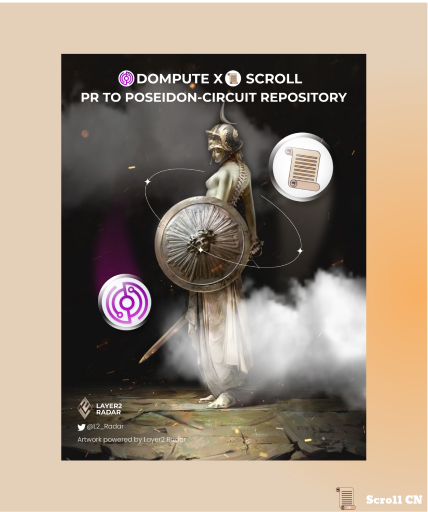 DOMPUTE X SCROLL
PR TO POSEIDON-CIRCUIT REPOSITORY
LAYER2
RADAR
@L2_Radar
Artwork powered by Layer2 Radar
Scroll CN